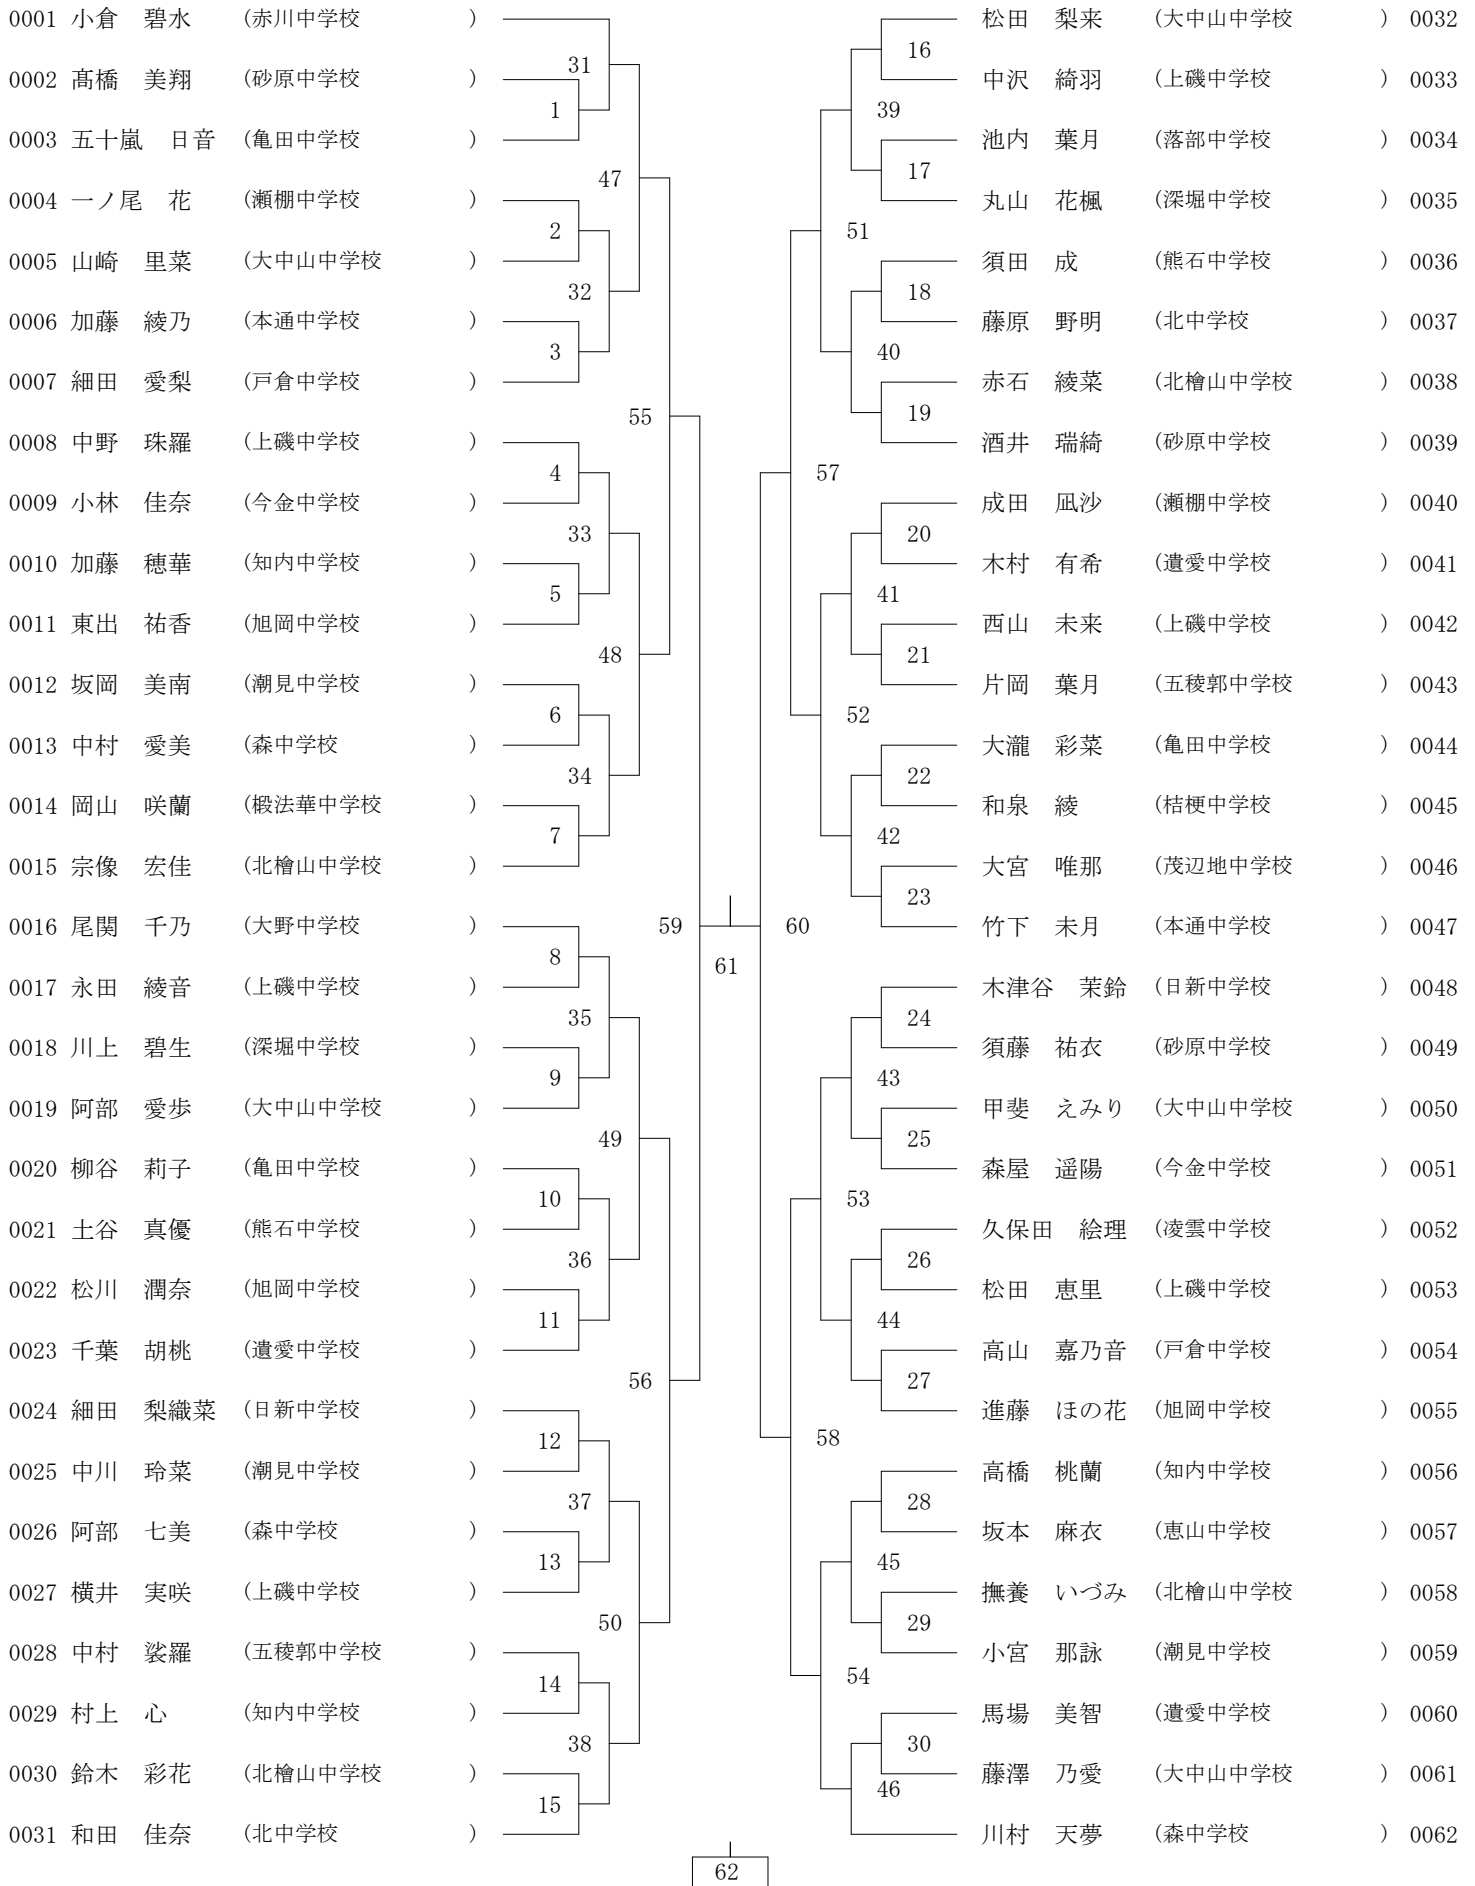 0001 小倉　碧水 (赤川中学校 )
0002 髙橋　美翔 (砂原中学校 )
0003 五十嵐　日音 (亀田中学校 )
0004 一ノ尾　花 (瀬棚中学校 )
0005 山崎　里菜 (大中山中学校 )
0006 加藤　綾乃 (本通中学校 )
0007 細田　愛梨 (戸倉中学校 )
0008 中野　珠羅 (上磯中学校 )
0009 小林　佳奈 (今金中学校 )
0010 加藤　穂華 (知内中学校 )
0011 東出　祐香 (旭岡中学校 )
0012 坂岡　美南 (潮見中学校 )
0013 中村　愛美 (森中学校 )
0014 岡山　咲蘭 (椴法華中学校 )
0015 宗像　宏佳 (北檜山中学校 )
0016 尾関　千乃 (大野中学校 )
0017 永田　綾音 (上磯中学校 )
0018 川上　碧生 (深堀中学校 )
0019 阿部　愛歩 (大中山中学校 )
0020 柳谷　莉子 (亀田中学校 )
0021 土谷　真優 (熊石中学校 )
0022 松川　潤奈 (旭岡中学校 )
0023 千葉　胡桃 (遺愛中学校 )
0024 細田　梨織菜 (日新中学校 )
0025 中川　玲菜 (潮見中学校 )
0026 阿部　七美 (森中学校 )
0027 横井　実咲 (上磯中学校 )
0028 中村　裟羅 (五稜郭中学校 )
0029 村上　心 (知内中学校 )
0030 鈴木　彩花 (北檜山中学校 )
0031 和田　佳奈 (北中学校 )
1
2
3
4
5
6
7
8
9
10
11
12
13
14
15
31
32
33
34
35
36
37
38
47
48
49
50
55
56
59
61
60
57
58
51
52
53
54
39
40
41
42
43
44
45
46
16
17
18
19
20
21
22
23
24
25
26
27
28
29
30
松田　梨来 (大中山中学校 ) 0032
中沢　綺羽 (上磯中学校 ) 0033
池内　葉月 (落部中学校 ) 0034
丸山　花楓 (深堀中学校 ) 0035
須田　成 (熊石中学校 ) 0036
藤原　野明 (北中学校 ) 0037
赤石　綾菜 (北檜山中学校 ) 0038
酒井　瑞綺 (砂原中学校 ) 0039
成田　凪沙 (瀬棚中学校 ) 0040
木村　有希 (遺愛中学校 ) 0041
西山　未来 (上磯中学校 ) 0042
片岡　葉月 (五稜郭中学校 ) 0043
大瀧　彩菜 (亀田中学校 ) 0044
和泉　綾 (桔梗中学校 ) 0045
大宮　唯那 (茂辺地中学校 ) 0046
竹下　未月 (本通中学校 ) 0047
木津谷　茉鈴 (日新中学校 ) 0048
須藤　祐衣 (砂原中学校 ) 0049
甲斐　えみり (大中山中学校 ) 0050
森屋　遥陽 (今金中学校 ) 0051
久保田　絵理 (凌雲中学校 ) 0052
松田　恵里 (上磯中学校 ) 0053
高山　嘉乃音 (戸倉中学校 ) 0054
進藤　ほの花 (旭岡中学校 ) 0055
高橋　桃蘭 (知内中学校 ) 0056
坂本　麻衣 (恵山中学校 ) 0057
撫養　いづみ (北檜山中学校 ) 0058
小宮　那詠 (潮見中学校 ) 0059
馬場　美智 (遺愛中学校 ) 0060
藤澤　乃愛 (大中山中学校 ) 0061
川村　天夢 (森中学校 ) 0062
62